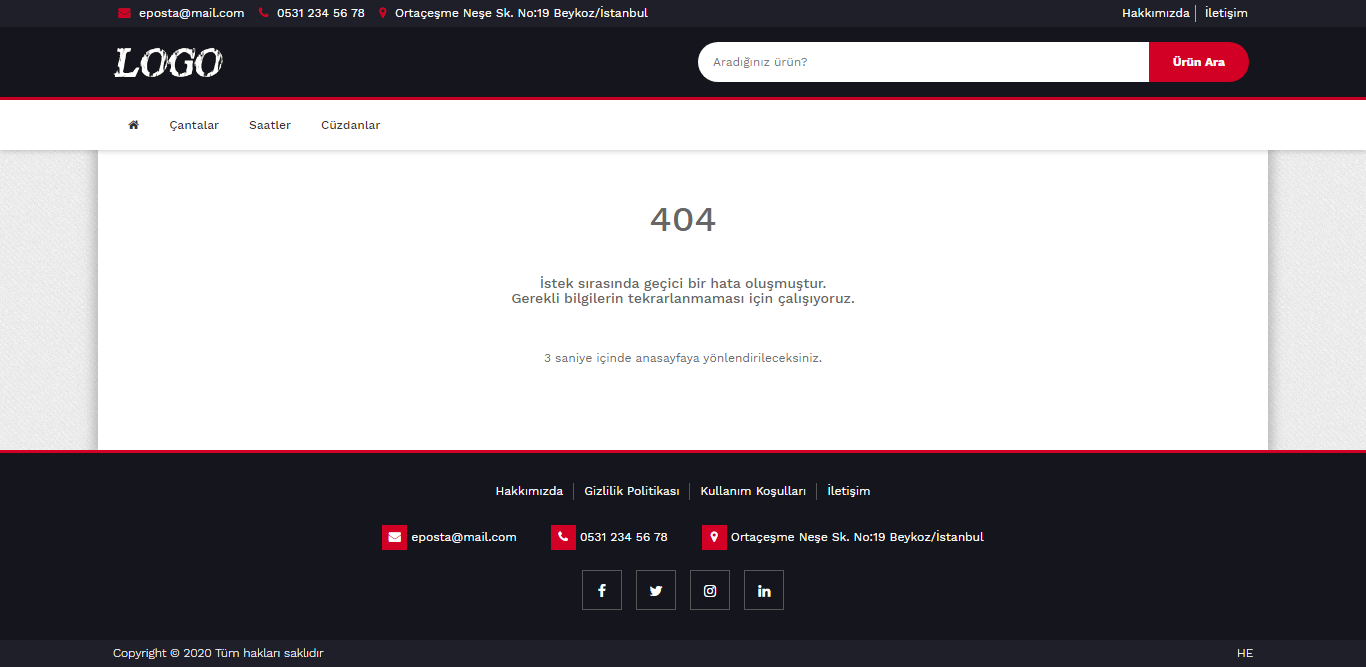 eposta@mail.com 0531 234 56 78 Ortaçeşme Neşe Sk. No:19 Beykoz/İstanbul Hakkımızda İletişim
LOGO Aradığınız ürün? Ürün Ara
Çantalar Saatler Cüzdanlar
404
İstek sırasında geçici bir hata oluşmuştur.
Gerekli bilgilerin tekrarlanmaması için çalışıyoruz.
3 saniye içinde anasayfaya yönlendirileceksiniz.
Hakkımızda Gizlilik Politikası Kullanım Koşulları İletişim
eposta@mail.com 0531 234 56 78 Ortaçeşme Neşe Sk. No:19 Beykoz/İstanbul
Copyright © 2020 Tüm hakları saklıdır HE